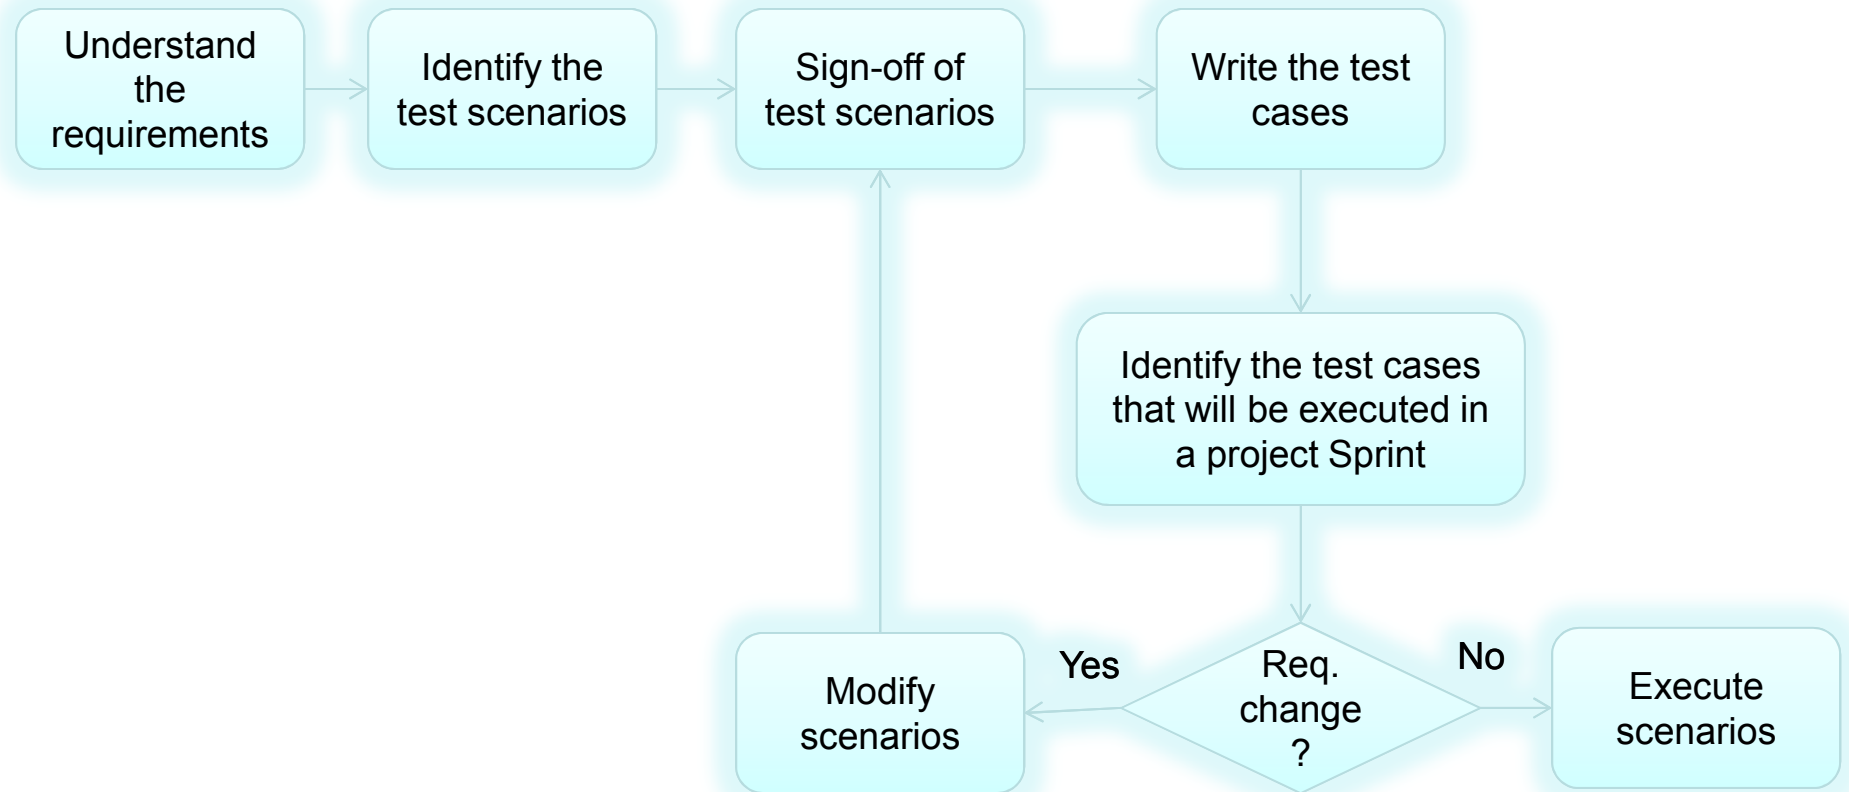 Understand
the
requirements
Identify the
test scenarios
Sign-off of
test scenarios
Write the test
cases
Identify the test cases
that will be executed in
a project Sprint
Req.
change
?
Yes
No
Modify
scenarios
Execute
scenarios